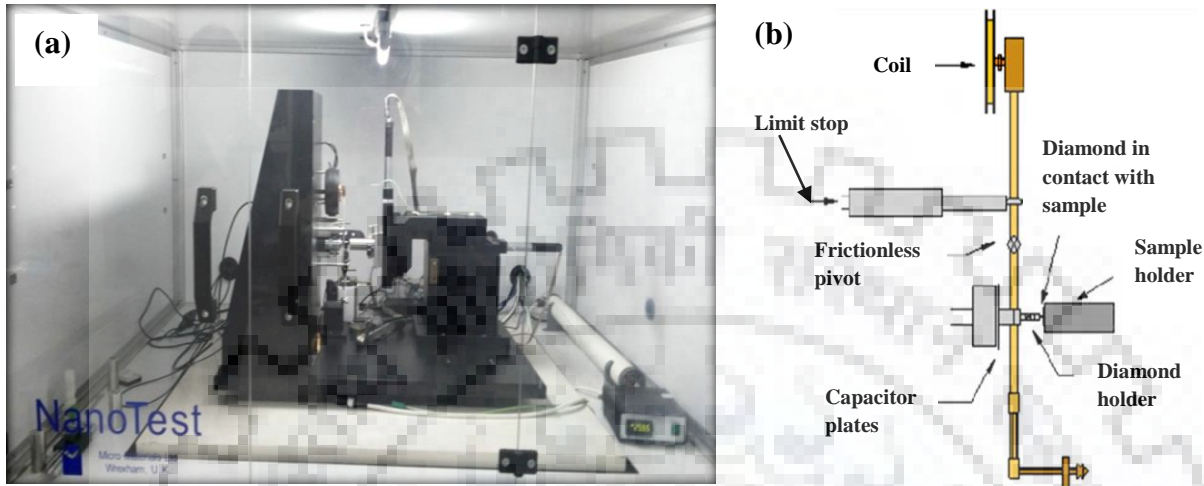 (a)
NanoTest
Micro Materials Ltd
Wrexham, U.K.
(b)
Coil
Limit stop
Diamond in
contact with
sample
Frictionless
pivot
Sample
holder
Capacitor
plates
Diamond
holder